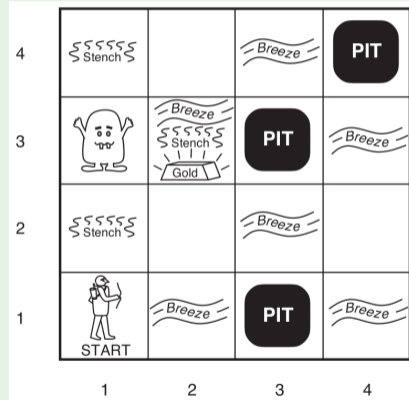 4
Stench
Breeze
PIT
3
Breeze
Stench
Gold
PIT
Breeze
2
Stench
Breeze
1
START
Breeze
PIT
Breeze
1 2 3 4